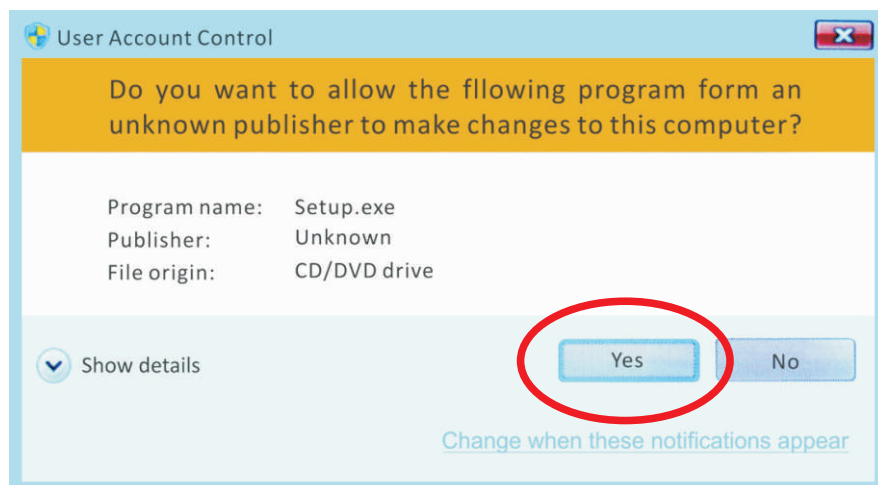 User Account Control
Do you want to allow the fllowing program form an
unknown publisher to make changes to this computer?
Program name: Setup.exe
Publisher: Unknown
File origin: CD/DVD drive
Show details
Yes
No
Change when these notifications appear